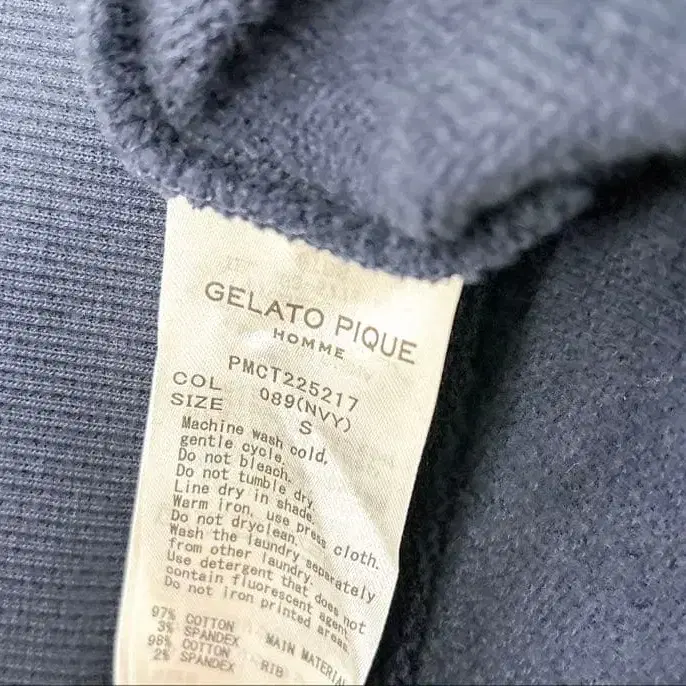 GELATO PIQUE
HOMME
PMCT225217
COL 089(NVY)
SIZE S
Machine wash cold,
gentle cycle.
Do not bleach.
Do not tumble dry.
Line dry in shade.
Warm iron, use press cloth.
Do not dryclean.
Wash the laundry separately
from other laundry.
Use detergent that does not
contain fluorescent agent.
Do not iron printed areas.
97% COTTON MAIN MATERIAL
3% SPANDEX
98% COTTON RIB
2% SPANDEX